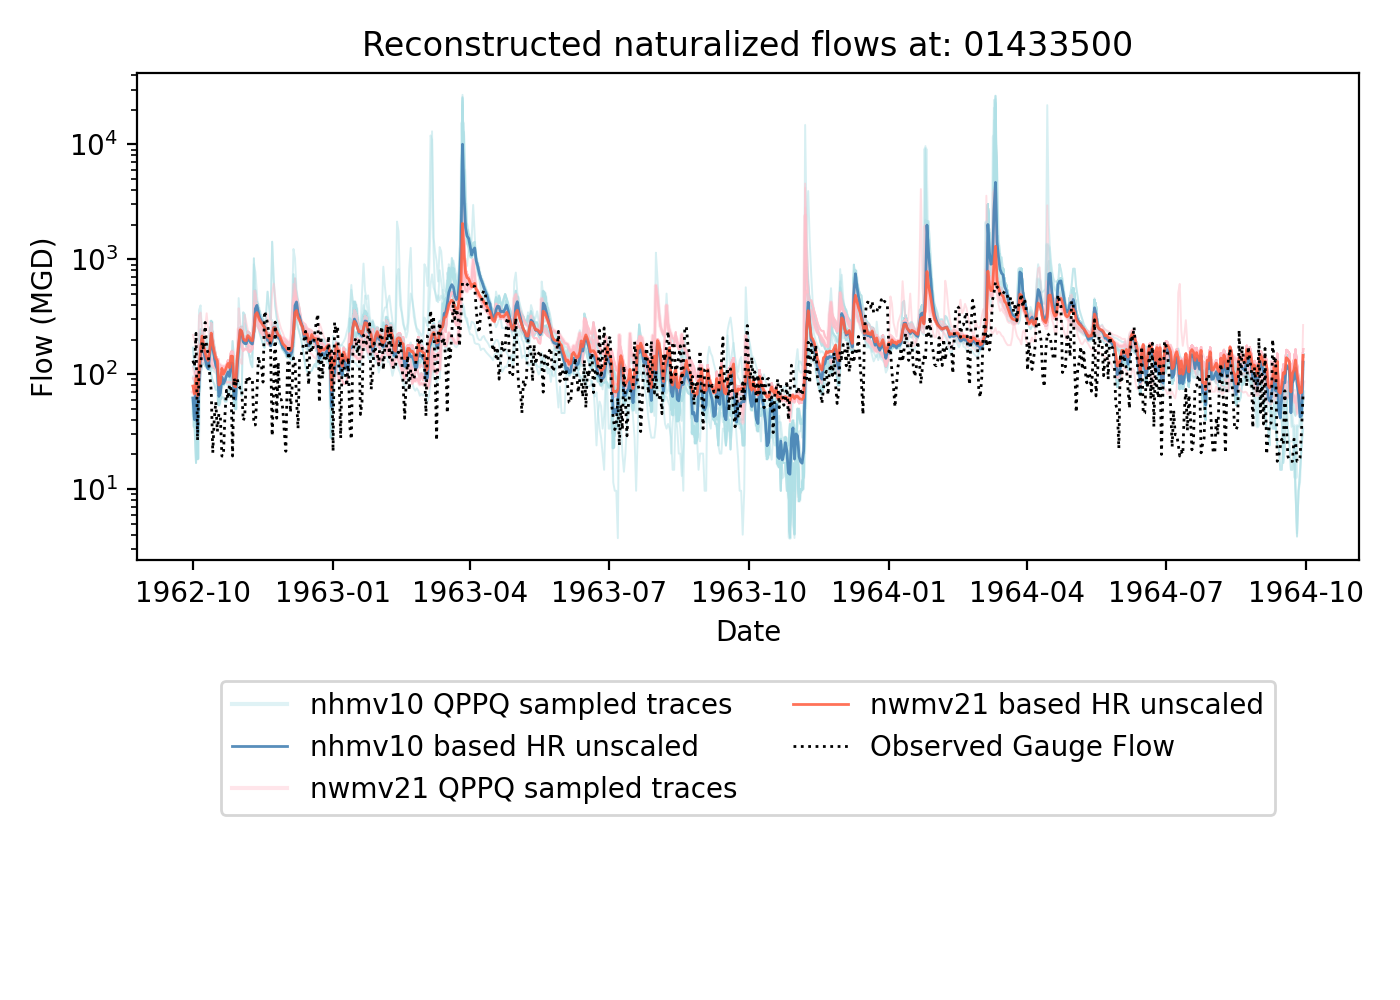 Reconstructed naturalized flows at: 01433500
Flow (MGD)
10⁴
10³
10²
10¹
1962-10 1963-01 1963-04 1963-07 1963-10 1964-01 1964-04 1964-07 1964-10
Date
nhmv10 QPPQ sampled traces
nhmv10 based HR unscaled
nwmv21 QPPQ sampled traces
nwmv21 based HR unscaled
Observed Gauge Flow